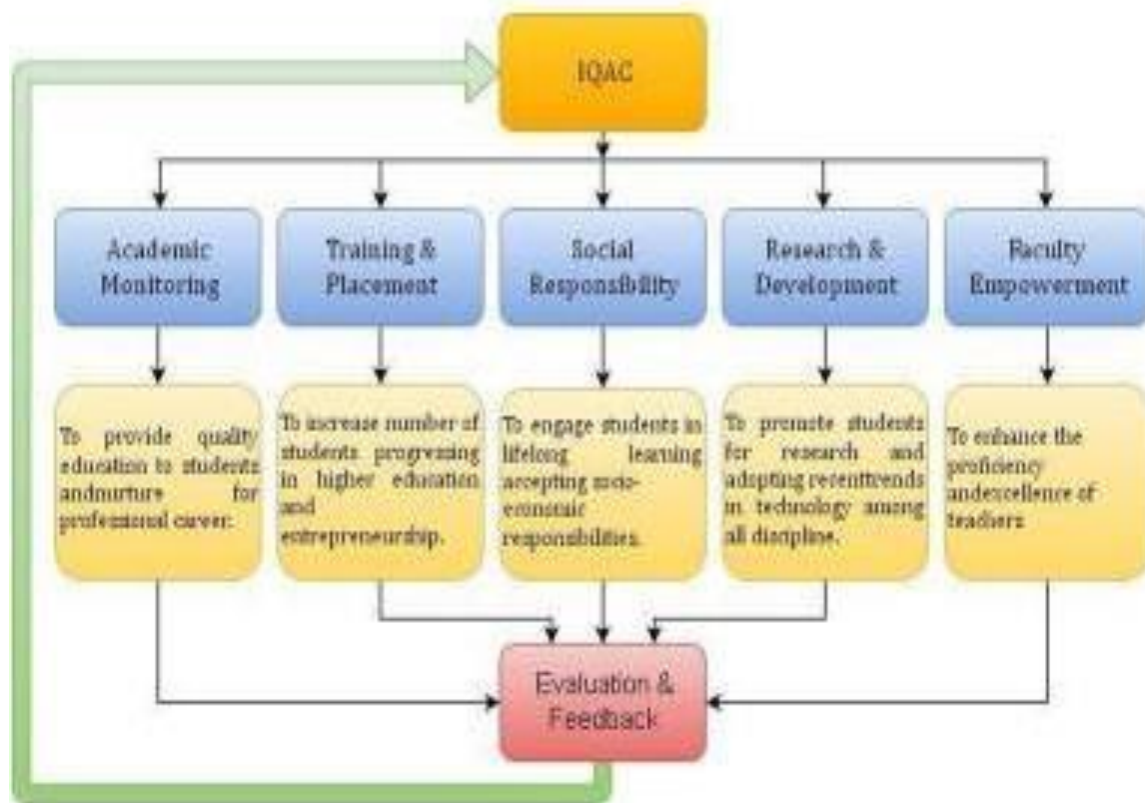 IQAC
Academic
Monitoring
Training &
Placement
Social
Responsibility
Research &
Development
Faculty
Empowerment
To provide quality
education to students
andnurture for
professional career.
To increase number of
students progressing
in higher education
and
entrepreneurship.
To engage students in
lifelong learning
accepting socio-
economic
responsibilities.
To promote students
for research and
adopting recenttrends
in technology among
all discipline.
To enhance the
proficiency
andexcellence of
teachers
Evaluation &
Feedback